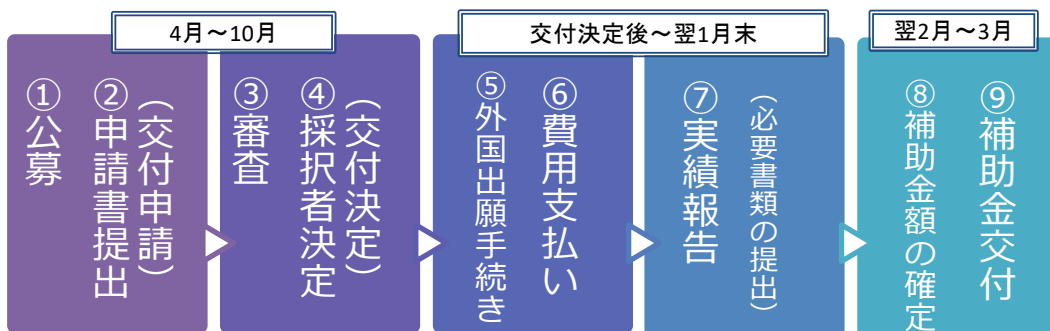 4月～10月
①公募
②申請書提出
（交付申請）
③審査
④採択者決定
（交付決定）
交付決定後～翌1月末
⑤外国出願手続き
⑥費用支払い
⑦実績報告
（必要書類の提出）
翌2月～3月
⑧補助金額の確定
⑨補助金交付